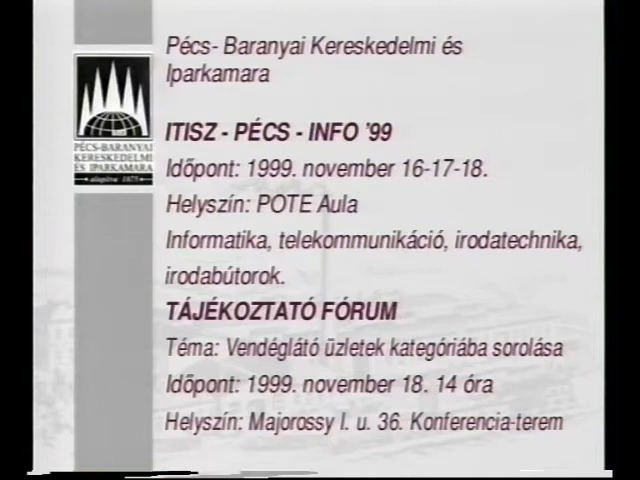 Pécs- Baranyai Kereskedelmi és
Iparkamara
PÉCS-BARANYAI
KERESKEDELMI
ÉS IPARKAMARA
alapítva 1875
ITISZ - PÉCS - INFO '99
Időpont: 1999. november 16-17-18.
Helyszín: POTE Aula
Informatika, telekommunikáció, irodatechnika,
irodabútorok.
TÁJÉKOZTATÓ FÓRUM
Téma: Vendéglátó üzletek kategóriába sorolása
Időpont: 1999. november 18. 14 óra
Helyszín: Majorossy I. u. 36. Konferencia-terem